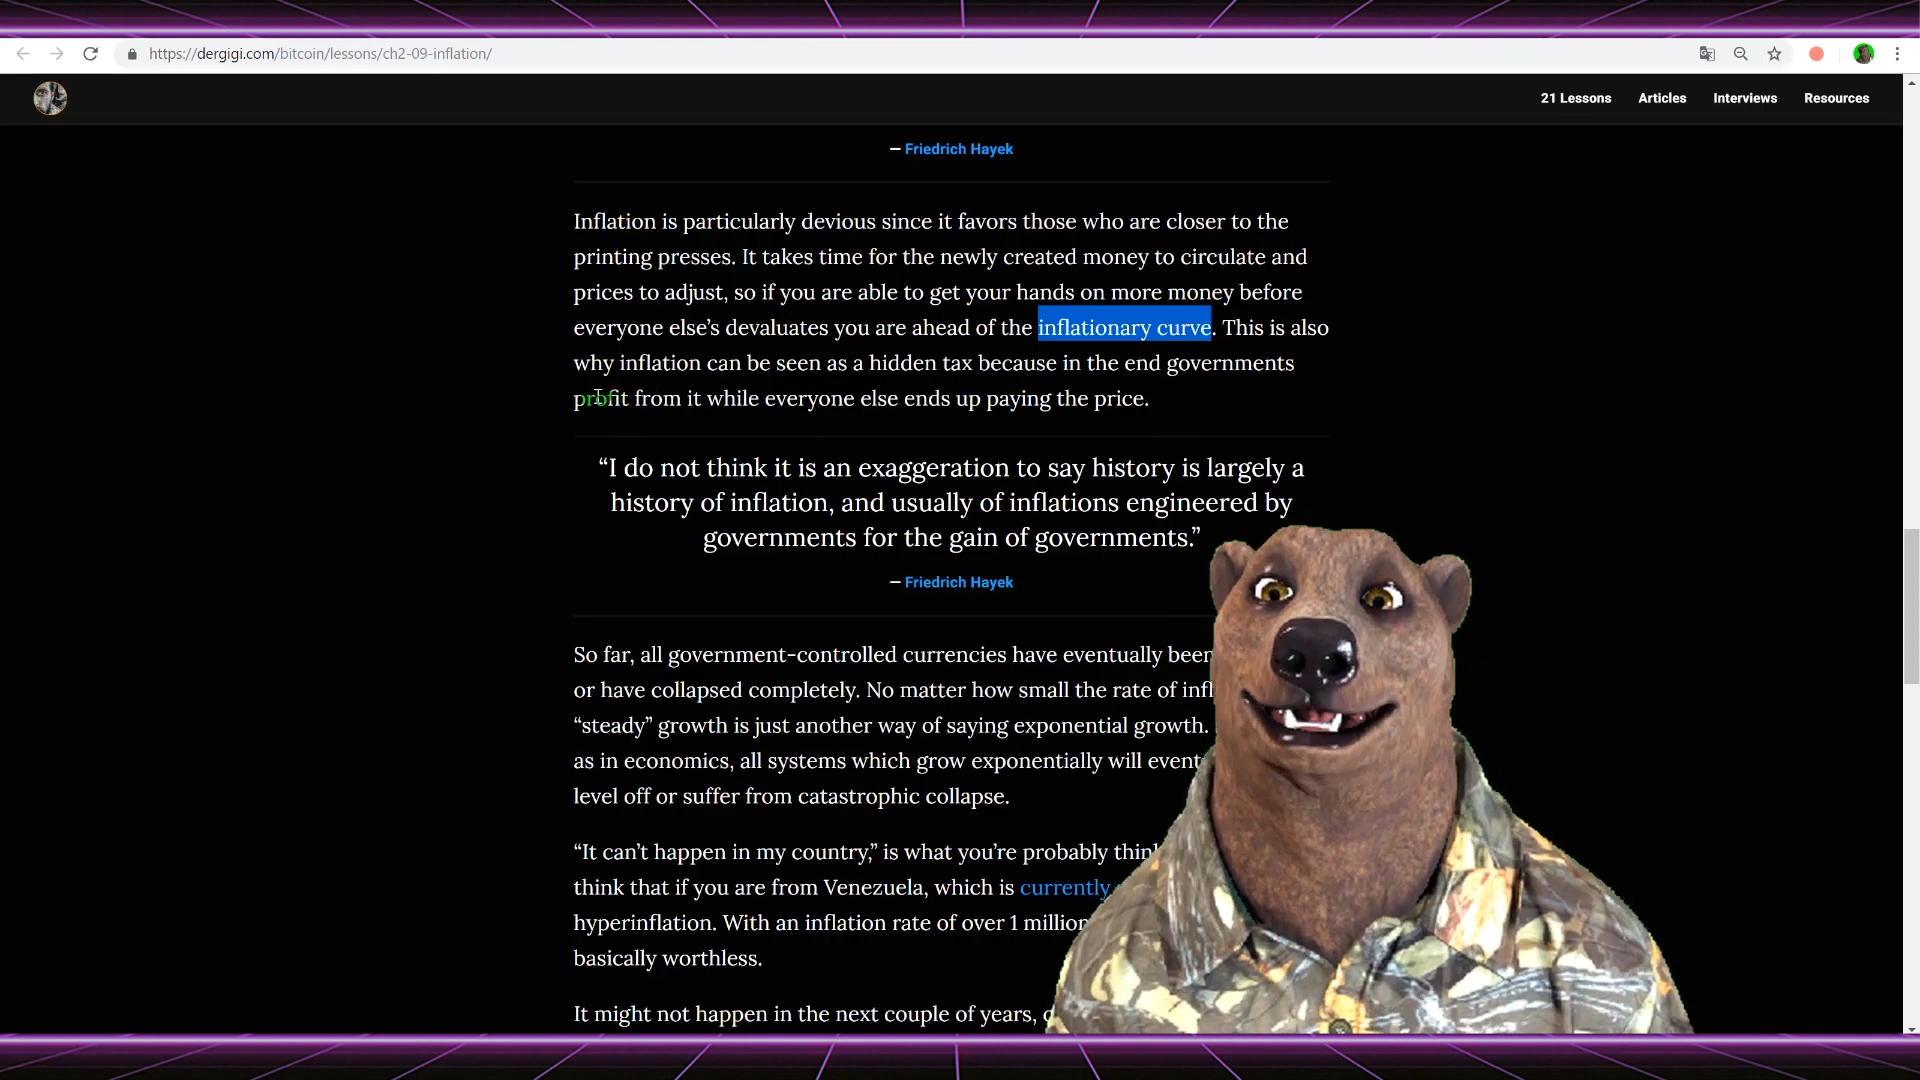 https://dergigi.com/bitcoin/lessons/ch2-09-inflation/
21 Lessons Articles Interviews Resources
— Friedrich Hayek
Inflation is particularly devious since it favors those who are closer to the
printing presses. It takes time for the newly created money to circulate and
prices to adjust, so if you are able to get your hands on more money before
everyone else’s devaluates you are ahead of the inflationary curve. This is also
why inflation can be seen as a hidden tax because in the end governments
profit from it while everyone else ends up paying the price.
“I do not think it is an exaggeration to say history is largely a
history of inflation, and usually of inflations engineered by
governments for the gain of governments.”
— Friedrich Hayek
So far, all government-controlled currencies have eventually been
or have collapsed completely. No matter how small the rate of
“steady” growth is just another way of saying exponential growth.
as in economics, all systems which grow exponentially will
level off or suffer from catastrophic collapse.
“It can’t happen in my country,” is what you’re probably
think that if you are from Venezuela, which is currently
hyperinflation. With an inflation rate of over 1
basically worthless.
It might not happen in the next couple of years,